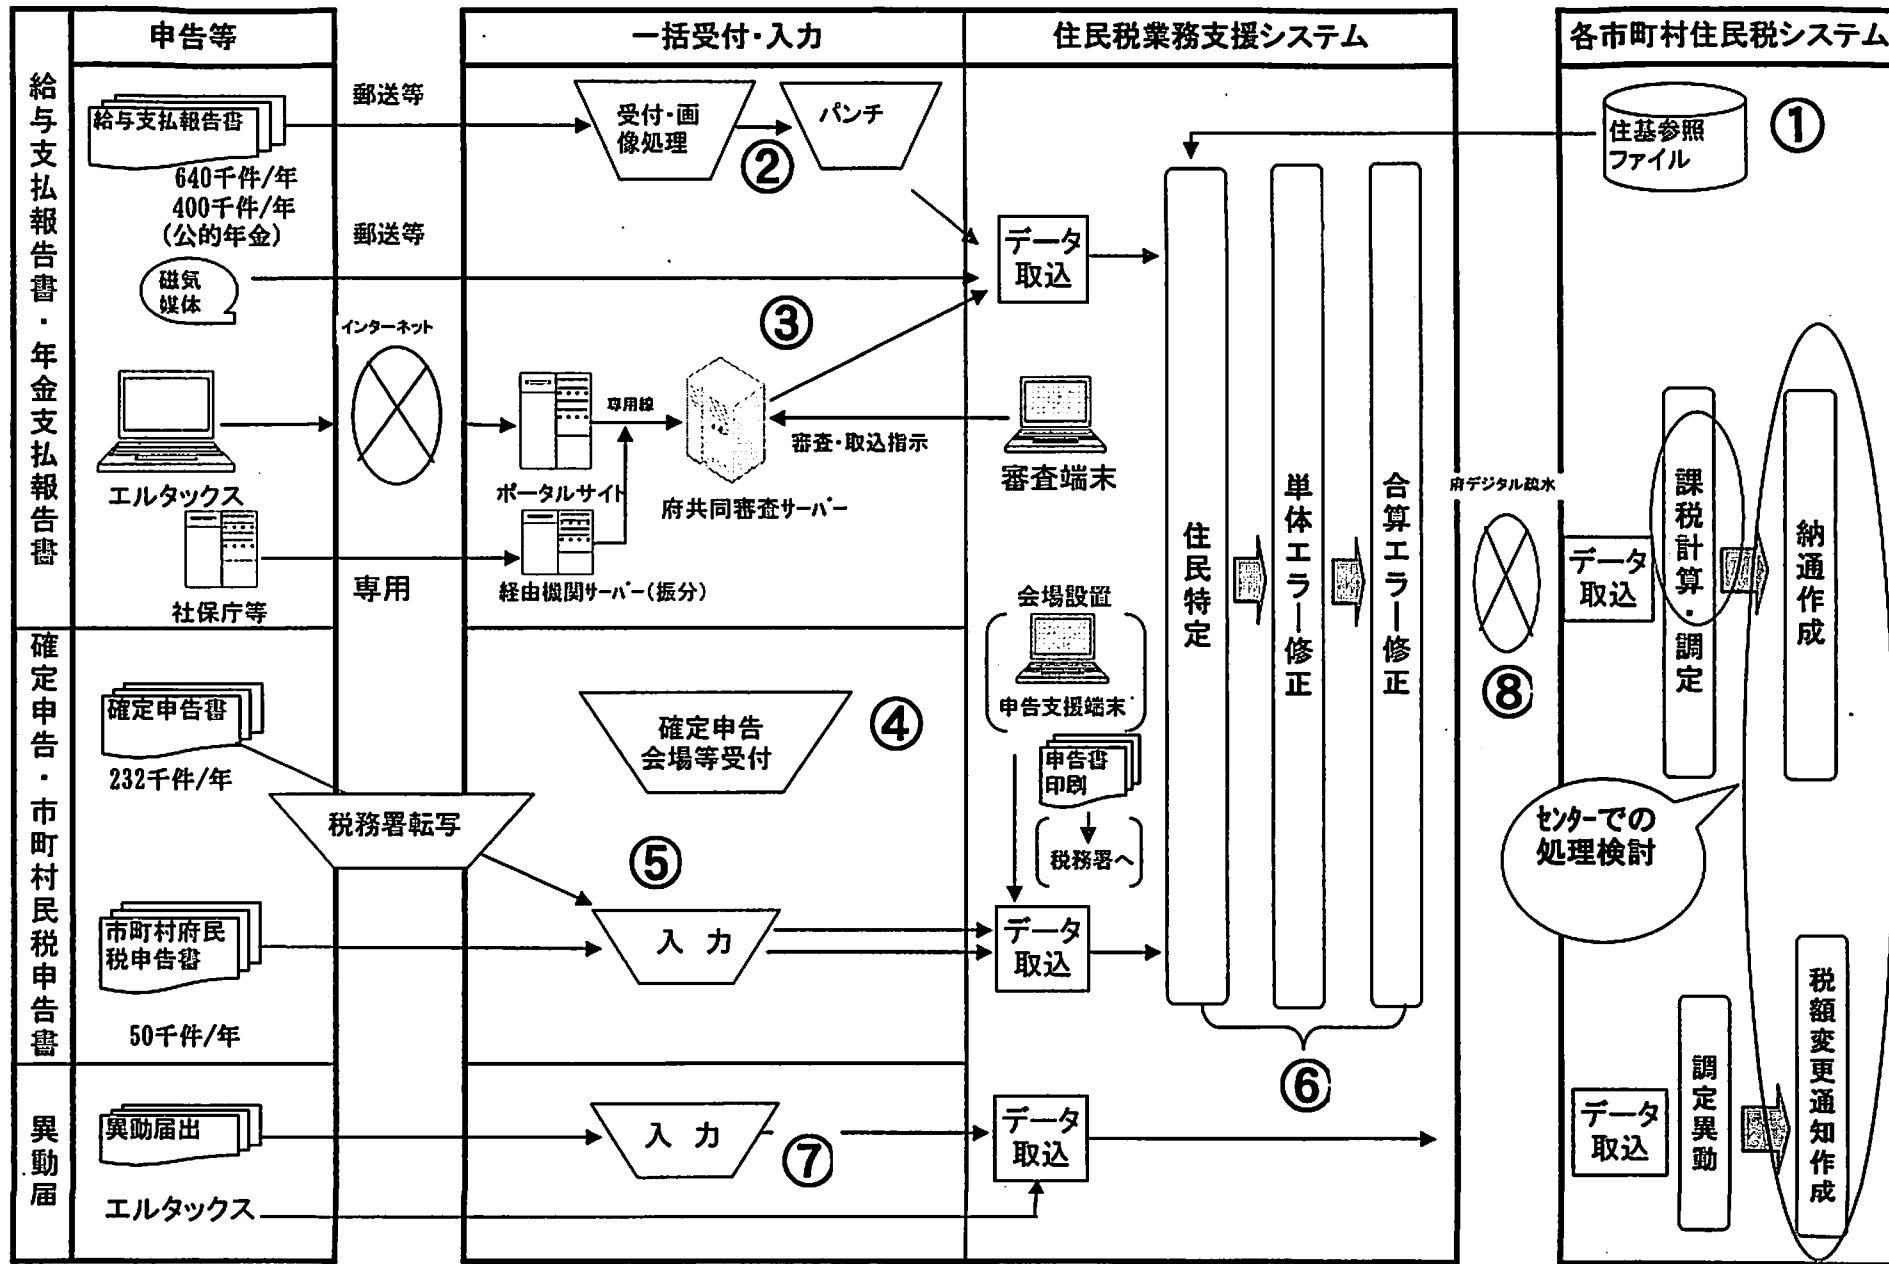 申告等
一括受付・入力
住民税業務支援システム
各市町村住民税システム
給与支払報告書・年金支払報告書
給与支払報告書
640千件/年
400千件/年
(公的年金)
郵送等
受付・画
像処理
②
パンチ
住基参照
ファイル
①
郵送等
磁気
媒体
データ
取込
③
インターネット
エルタックス
専用線
ポータルサイト
府共同審査サーバー
審査・取込指示
審査端末
社保庁等
専用
経由機関サーバー(振分)
住民特定
単体エラー修正
合算エラー修正
⑥
府デジタル疏水
⑧
データ
取込
課税計算・調定
納通作成
確定申告・市町村民税申告書
確定申告書
232千件/年
税務署転写
確定申告
会場等受付
④
会場設置
申告支援端末
申告書
印刷
税務署へ
⑤
市町村府民
税申告書
50千件/年
入力
データ
取込
センターでの
処理検討
異動届
異動届出
エルタックス
入力
⑦
データ
取込
データ
取込
調定異動
税額変更通知作成